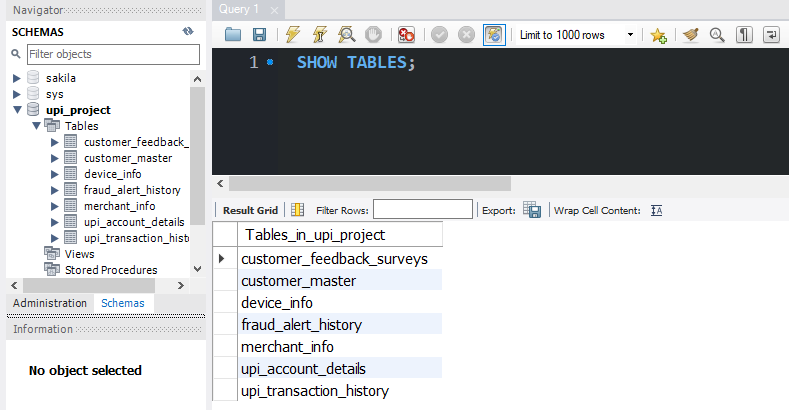 Navigator
SCHEMAS
Filter objects
sakila
sys
upi_project
Tables
customer_feedback_
customer_master
device_info
fraud_alert_history
merchant_info
upi_account_details
upi_transaction_histo
Views
Stored Procedures
Administration Schemas
Information
No object selected
Query 1
Limit to 1000 rows
1 SHOW TABLES;
Result Grid Filter Rows: Export: Wrap Cell Content:
Tables_in_upi_project
customer_feedback_surveys
customer_master
device_info
fraud_alert_history
merchant_info
upi_account_details
upi_transaction_history